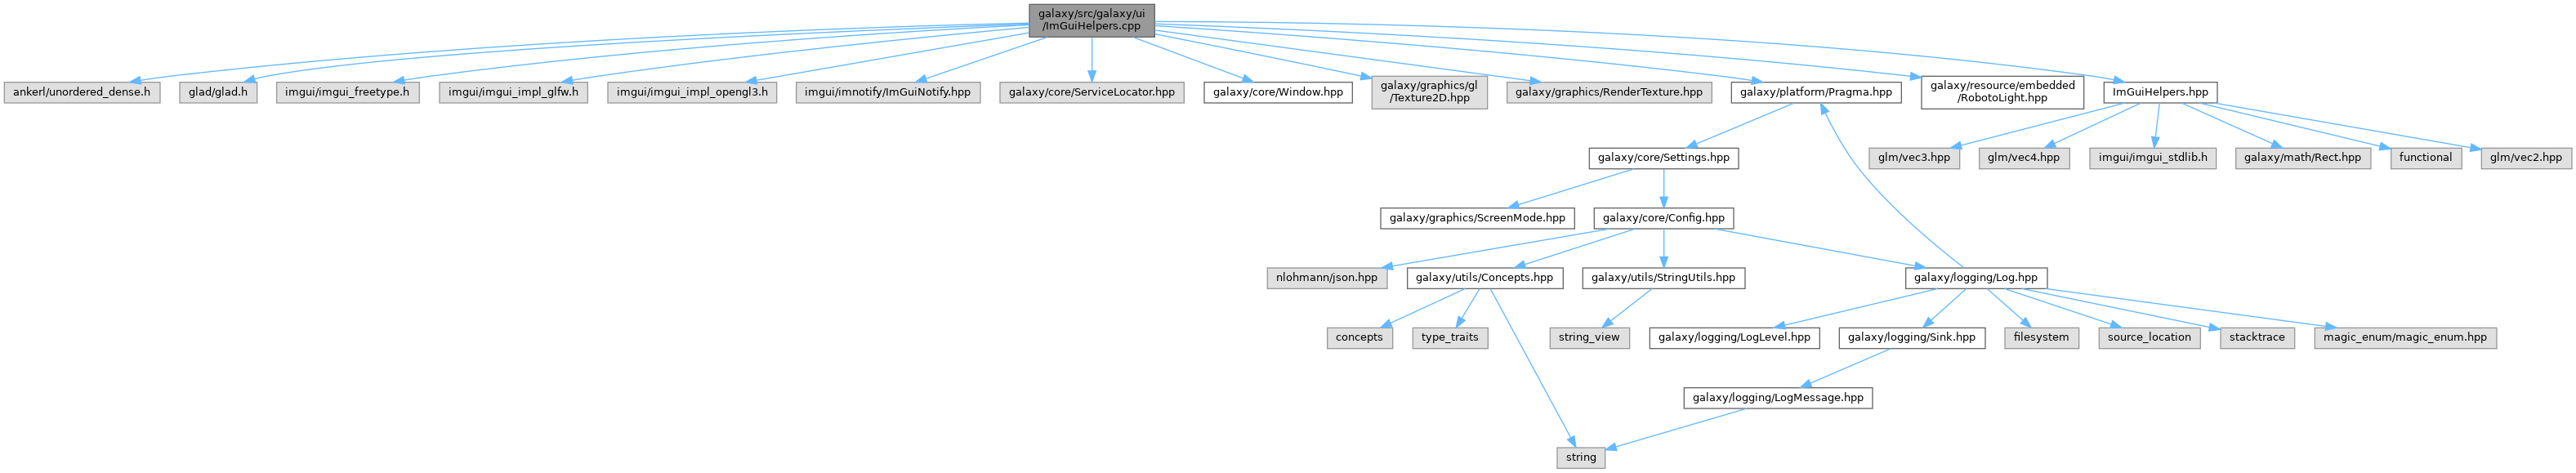 galaxy/src/galaxy/ui
/ImGuiHelpers.cpp
ankerl/unordered_dense.h
glad/glad.h
imgui/imgui_freetype.h
imgui/imgui_impl_glfw.h
imgui/imgui_impl_opengl3.h
imgui/imnotify/ImGuiNotify.hpp
galaxy/core/ServiceLocator.hpp
galaxy/core/Window.hpp
galaxy/graphics/gl
/Texture2D.hpp
galaxy/graphics/RenderTexture.hpp
galaxy/platform/Pragma.hpp
galaxy/resource/embedded
/RobotoLight.hpp
ImGuiHelpers.hpp
galaxy/core/Settings.hpp
glm/vec3.hpp
glm/vec4.hpp
imgui/imgui_stdlib.h
galaxy/math/Rect.hpp
functional
glm/vec2.hpp
galaxy/graphics/ScreenMode.hpp
galaxy/core/Config.hpp
nlohmann/json.hpp
galaxy/utils/Concepts.hpp
galaxy/utils/StringUtils.hpp
galaxy/logging/Log.hpp
concepts
type_traits
string_view
galaxy/logging/LogLevel.hpp
galaxy/logging/Sink.hpp
filesystem
source_location
stacktrace
magic_enum/magic_enum.hpp
galaxy/logging/LogMessage.hpp
string